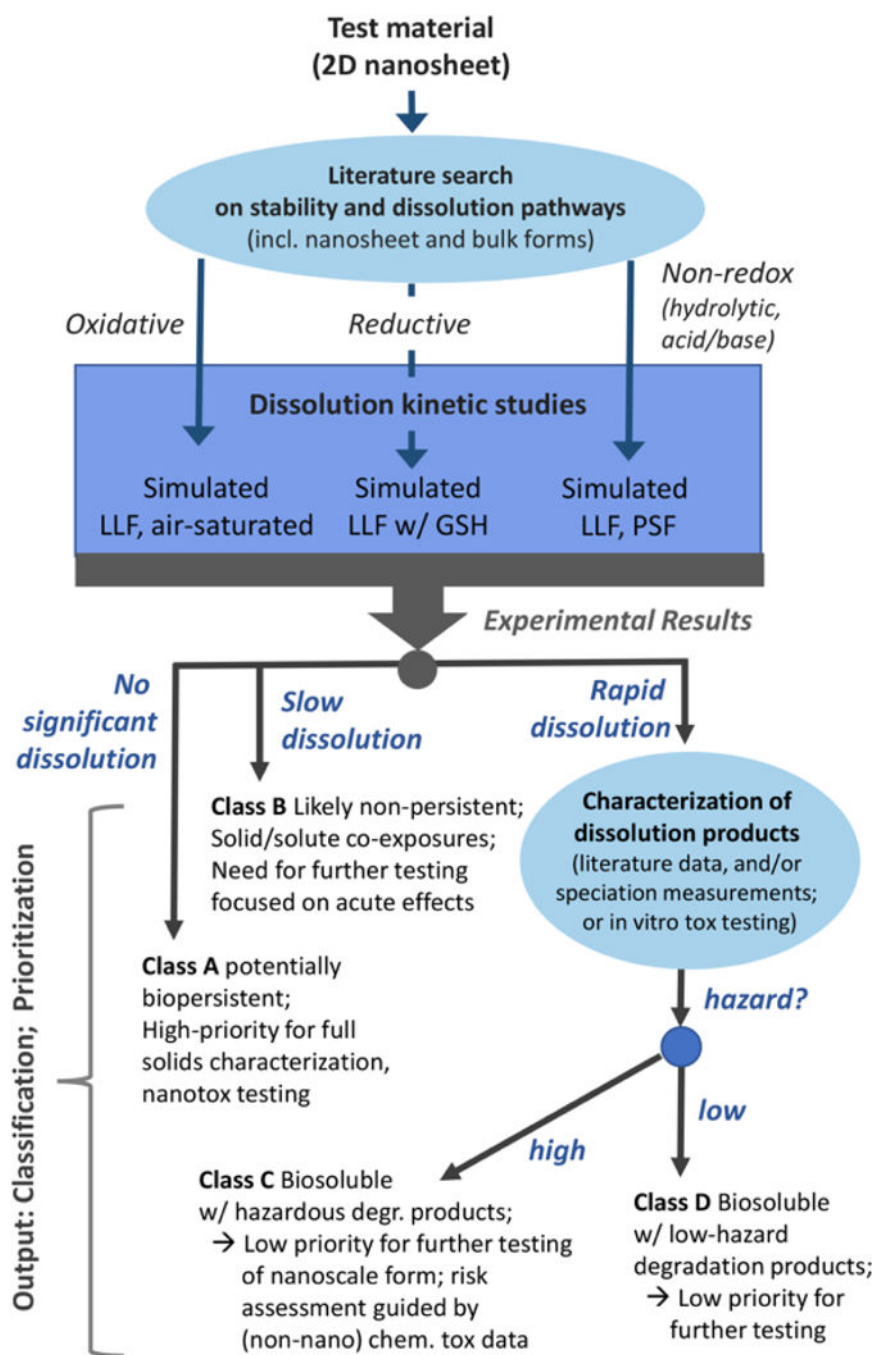 Test material
(2D nanosheet)
Literature search
on stability and dissolution pathways
(incl. nanosheet and bulk forms)
Oxidative
Reductive
Non-redox
(hydrolytic,
acid/base)
Dissolution kinetic studies
Simulated
LLF, air-saturated
Simulated
LLF w/ GSH
Simulated
LLF, PSF
Experimental Results
No
significant
dissolution
Slow
dissolution
Rapid
dissolution
Class B Likely non-persistent;
Solid/solute co-exposures;
Need for further testing
focused on acute effects
Characterization of
dissolution products
(literature data, and/or
speciation measurements;
or in vitro tox testing)
Class A potentially
biopersistent;
High-priority for full
solids characterization,
nanotox testing
hazard?
high
low
Class C Biosoluble
w/ hazardous degr. products;
→ Low priority for further testing
of nanoscale form; risk
assessment guided by
(non-nano) chem. tox data
Class D Biosoluble
w/ low-hazard
degradation products;
→ Low priority for
further testing
Output: Classification; Prioritization